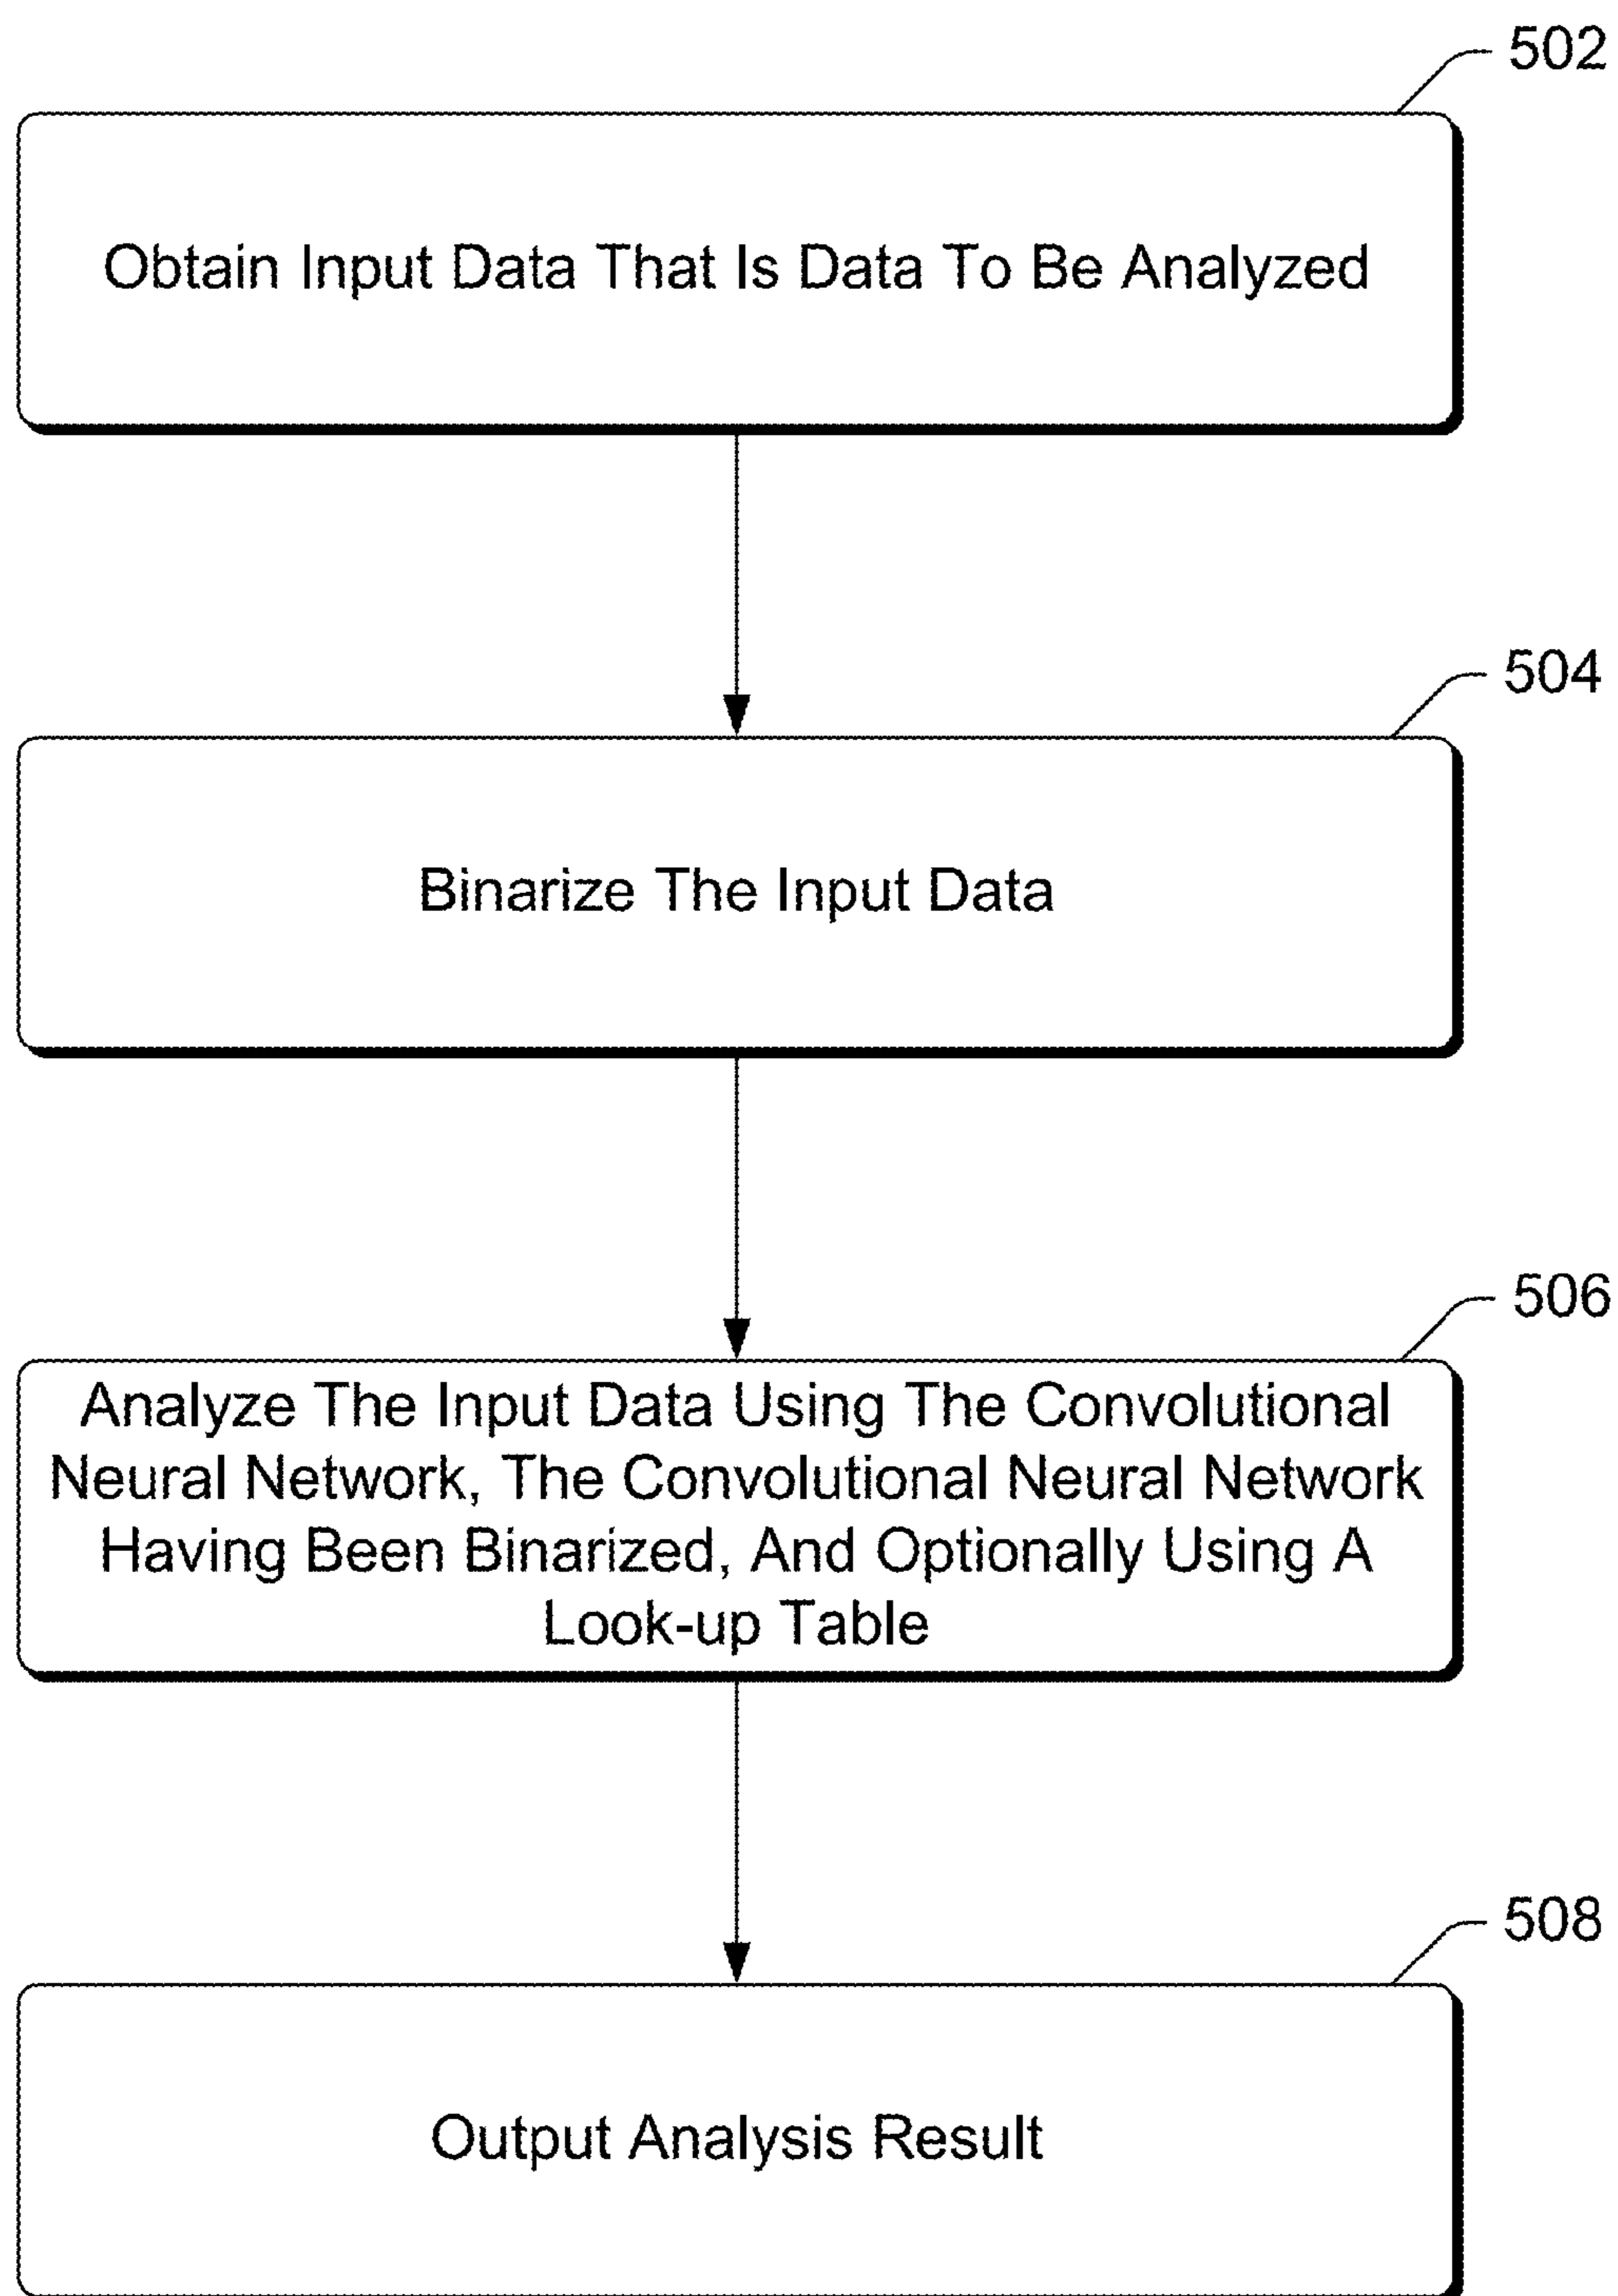 502
Obtain Input Data That Is Data To Be Analyzed
504
Binarize The Input Data
506
Analyze The Input Data Using The Convolutional
Neural Network, The Convolutional Neural Network
Having Been Binarized, And Optionally Using A
Look-up Table
508
Output Analysis Result